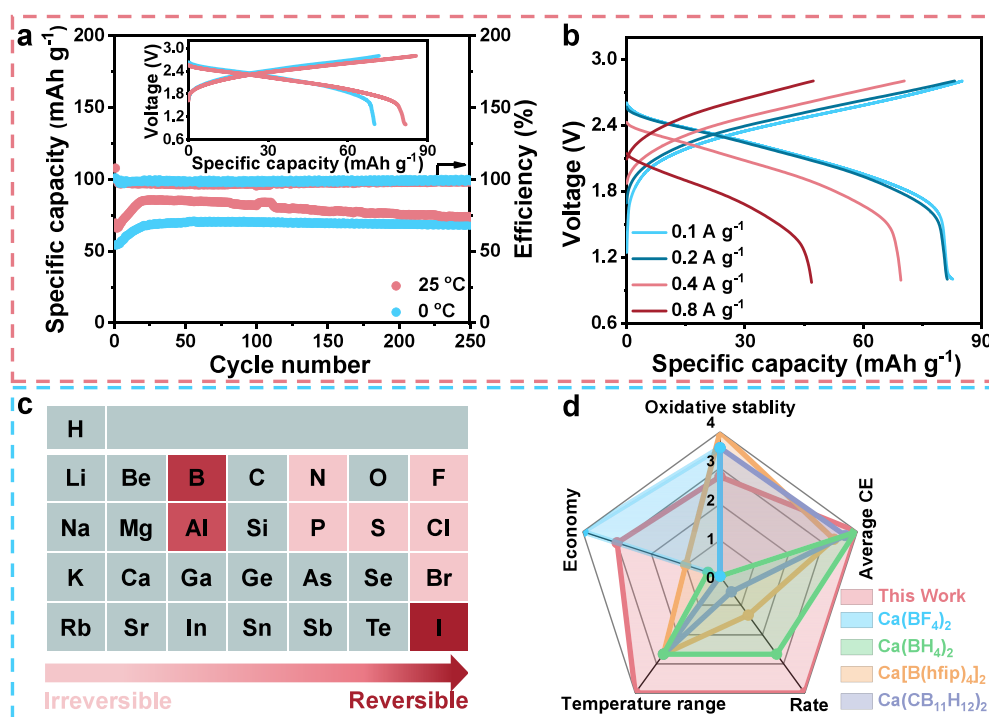 a
200
150
100
50
0
Specific capacity (mAh g⁻¹)
200
150
100
50
0
Efficiency (%)
3.0
2.4
1.8
1.2
0.6
Voltage (V)
0 30 60 90
Specific capacity (mAh g⁻¹)
25 °C
0 °C
0 50 100 150 200 250
Cycle number
b
3.0
2.4
1.8
1.2
0.6
Voltage (V)
0.1 A g⁻¹
0.2 A g⁻¹
0.4 A g⁻¹
0.8 A g⁻¹
0 30 60 90
Specific capacity (mAh g⁻¹)
c
H
Li Be B C N O F
Na Mg Al Si P S Cl
K Ca Ga Ge As Se Br
Rb Sr In Sn Sb Te I
Irreversible Reversible
d
Oxidative stablity
4
3
2
1
0
Economy
Average CE
Temperature range
Rate
This Work
Ca(BF₄)₂
Ca(BH₄)₂
Ca[B(hfip)₄]₂
Ca(CB₁₁H₁₂)₂